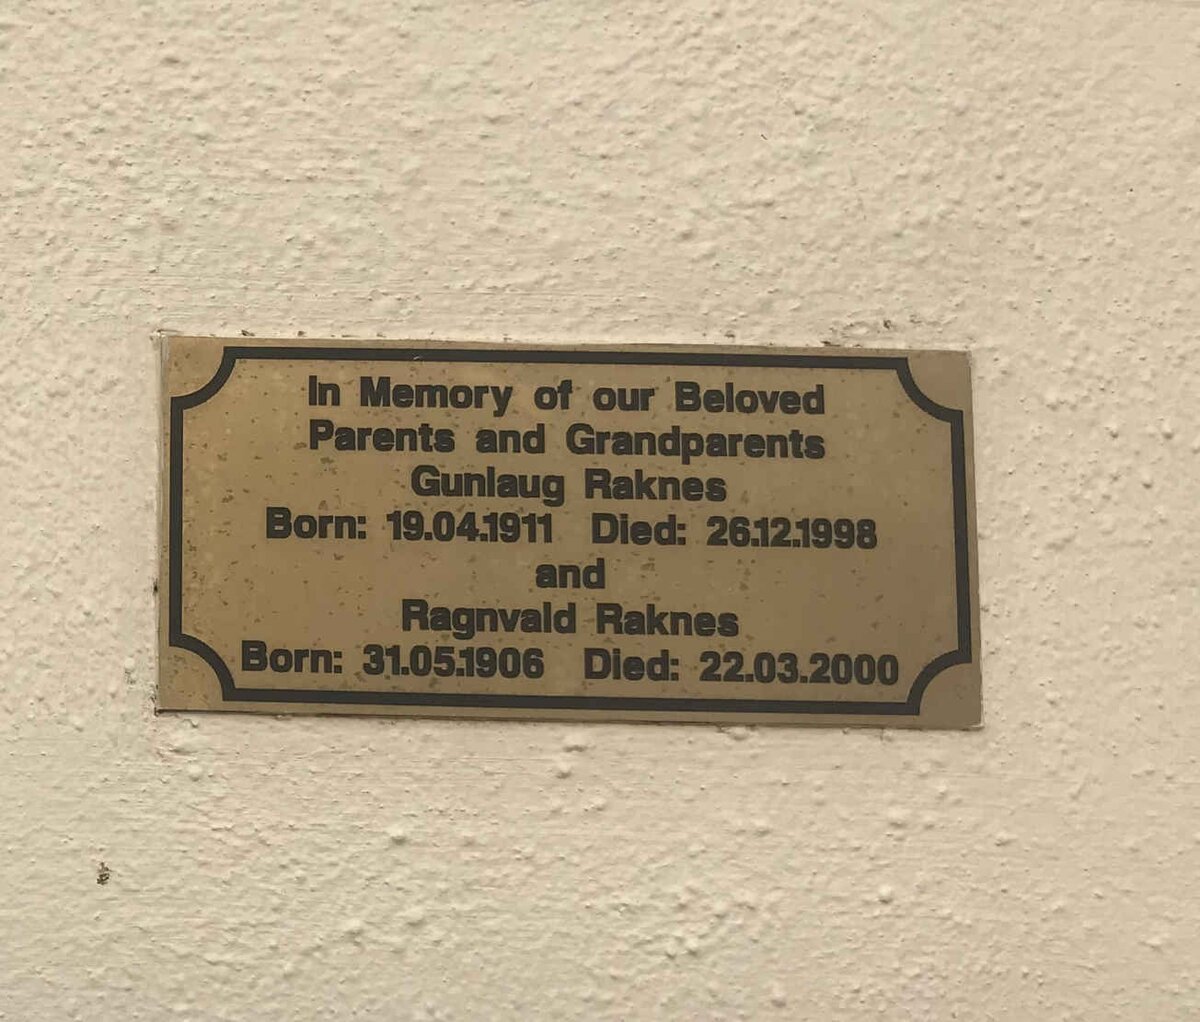 In Memory of our Beloved
Parents and Grandparents
Gunlaug Raknes
Born: 19.04.1911 Died: 26.12.1998
and
Ragnvald Raknes
Born: 31.05.1906 Died: 22.03.2000